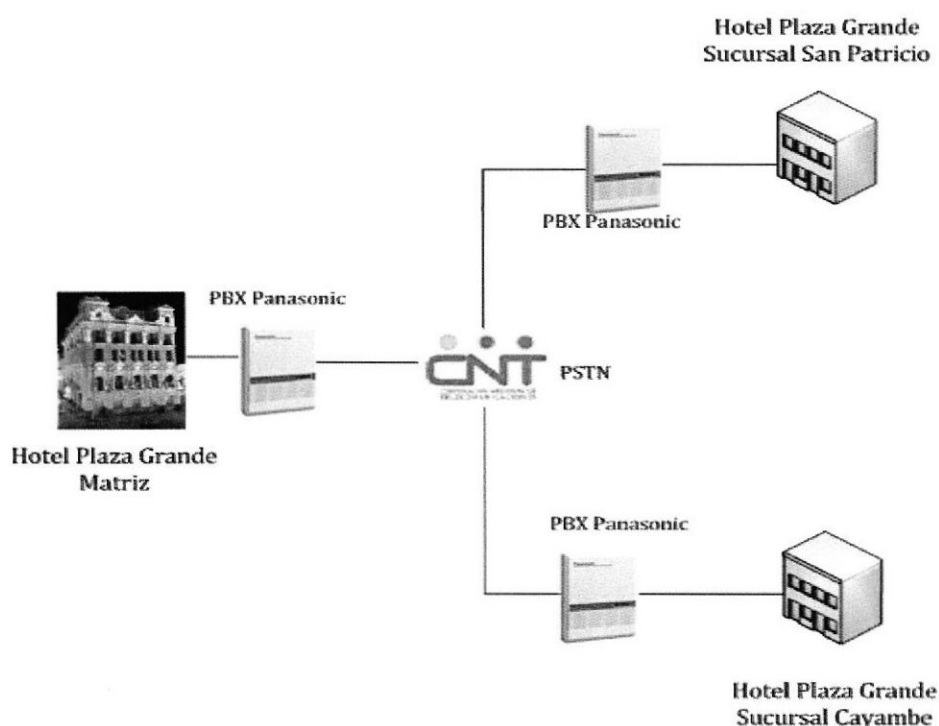 Hotel Plaza Grande
Sucursal San Patricio
PBX Panasonic
PBX Panasonic
CNT
PSTN
Hotel Plaza Grande
Matriz
PBX Panasonic
Hotel Plaza Grande
Sucursal Cayambe